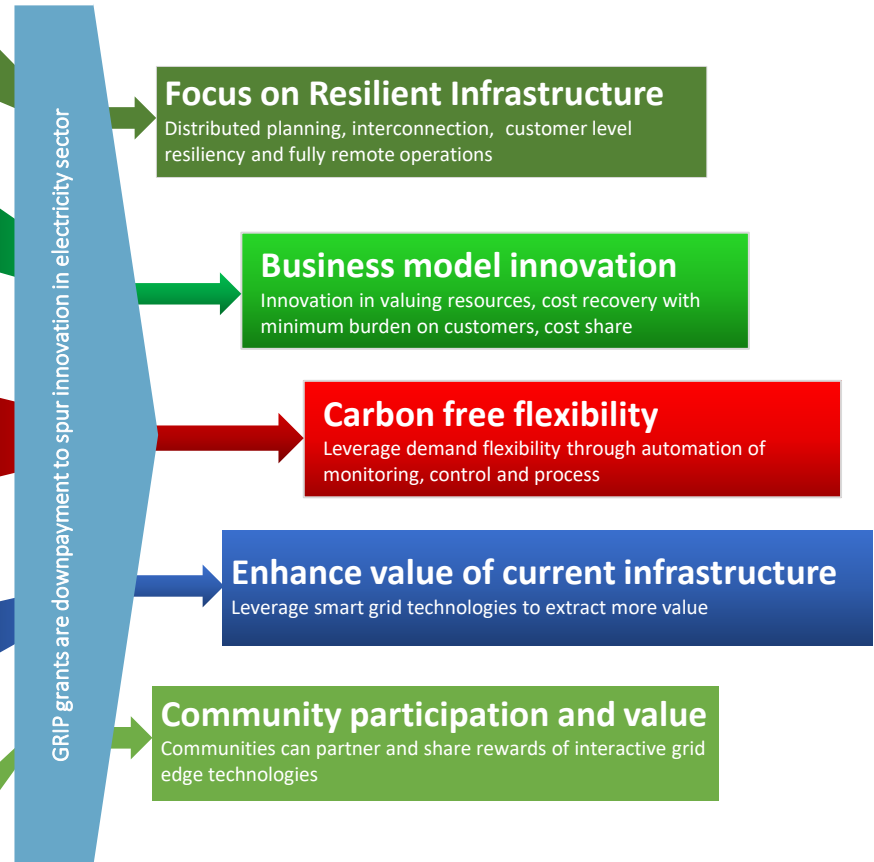 GRIP grants are downpayment to spur innovation in electricity sector
Focus on Resilient Infrastructure
Distributed planning, interconnection, customer level
resiliency and fully remote operations
Business model innovation
Innovation in valuing resources, cost recovery with
minimum burden on customers, cost share
Carbon free flexibility
Leverage demand flexibility through automation of
monitoring, control and process
Enhance value of current infrastructure
Leverage smart grid technologies to extract more value
Community participation and value
Communities can partner and share rewards of interactive grid
edge technologies